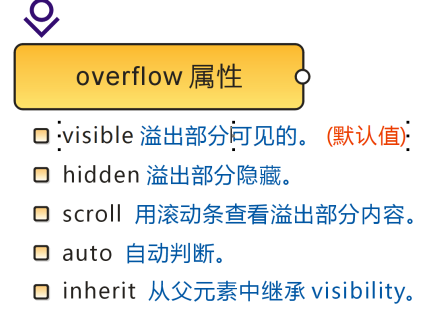 overflow 属性
visible 溢出部分可见的。(默认值)
hidden 溢出部分隐藏。
scroll 用滚动条查看溢出部分内容。
auto 自动判断。
inherit 从父元素中继承 visibility。